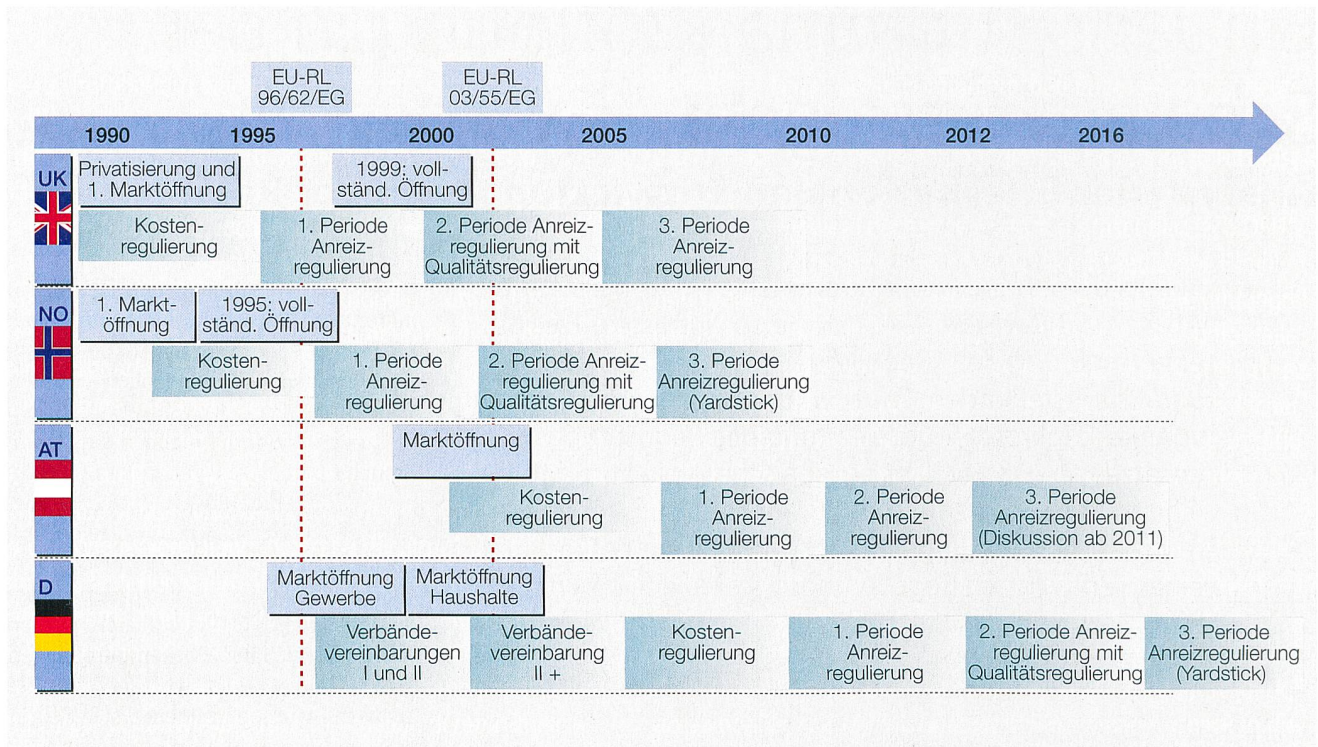 EU-RL
96/62/EG
EU-RL
03/55/EG
1990 1995 2000 2005 2010 2012 2016
UK
Privatisierung und
1. Marktöffnung
1999: voll-
ständ. Öffnung
Kosten-
regulierung
1. Periode
Anreiz-
regulierung
2. Periode Anreiz-
regulierung mit
Qualitätsregulierung
3. Periode
Anreiz-
regulierung
NO
1. Markt-
öffnung
1995: voll-
ständ. Öffnung
Kosten-
regulierung
1. Periode
Anreiz-
regulierung
2. Periode Anreiz-
regulierung mit
Qualitätsregulierung
3. Periode
Anreizregulierung
(Yardstick)
AT
Marktöffnung
Kosten-
regulierung
1. Periode
Anreiz-
regulierung
2. Periode
Anreiz-
regulierung
3. Periode
Anreizregulierung
(Diskussion ab 2011)
D
Marktöffnung
Gewerbe
Marktöffnung
Haushalte
Verbände-
vereinbarungen
I und II
Verbände-
vereinbarung
II +
Kosten-
regulierung
1. Periode
Anreiz-
regulierung
2. Periode Anreiz-
regulierung mit
Qualitätsregulierung
3. Periode
Anreizregulierung
(Yardstick)